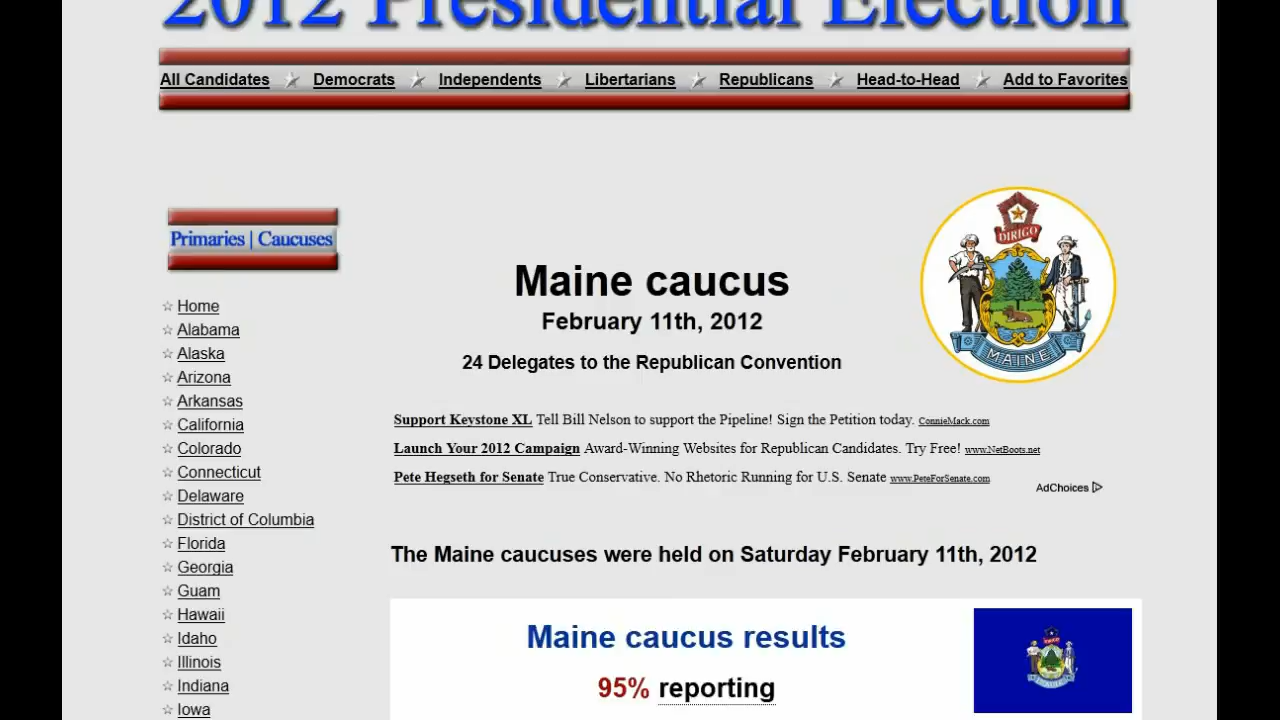 2012 Presidential Election
All Candidates Democrats Independents Libertarians Republicans Head-to-Head Add to Favorites
Primaries | Caucuses
Home
Alabama
Alaska
Arizona
Arkansas
California
Colorado
Connecticut
Delaware
District of Columbia
Florida
Georgia
Guam
Hawaii
Idaho
Illinois
Indiana
Iowa
Maine caucus
February 11th, 2012
24 Delegates to the Republican Convention
DIRIGO
MAINE
Support Keystone XL Tell Bill Nelson to support the Pipeline! Sign the Petition today. ConnieMack.com
Launch Your 2012 Campaign Award-Winning Websites for Republican Candidates. Try Free! www.NetBoots.net
Pete Hegseth for Senate True Conservative. No Rhetoric Running for U.S. Senate www.PeteForSenate.com
AdChoices
The Maine caucuses were held on Saturday February 11th, 2012
Maine caucus results
95% reporting